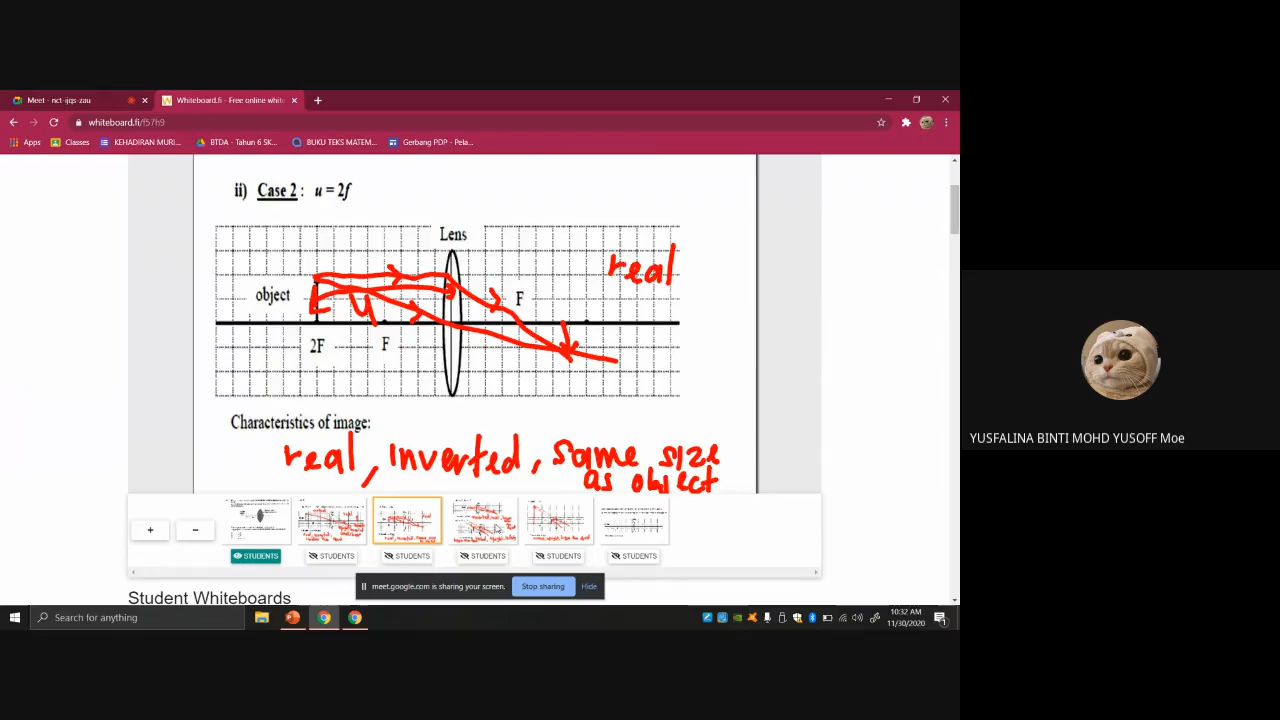 Meet - nct-ijqs-zau
Whiteboard.fi - Free online white
whiteboard.fi/f57h9
Apps
Classes
KEHADIRAN MURI...
BTDA - Tahun 6 SK...
BUKU TEKS MATEM...
Gerbang PDP - Pela...
ii) Case 2 : u = 2f
Lens
real
object
F
2F
F
Characteristics of image:
real, inverted, same size
as object
+
-
STUDENTS
STUDENTS
STUDENTS
STUDENTS
STUDENTS
STUDENTS
meet.google.com is sharing your screen.
Stop sharing
Hide
Student Whiteboards
Search for anything
10:32 AM
11/30/2020
YUSFALINA BINTI MOHD YUSOFF Moe